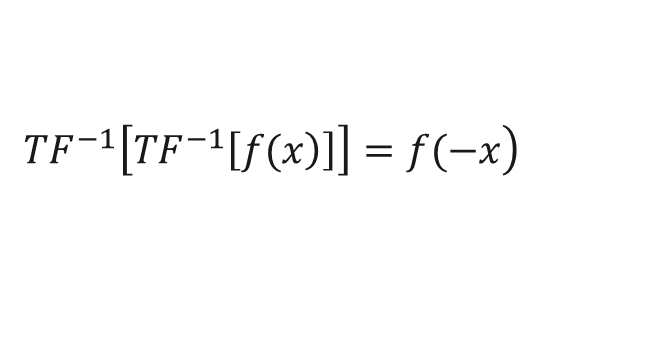 TF⁻¹[TF⁻¹[f(x)]] = f(−x)